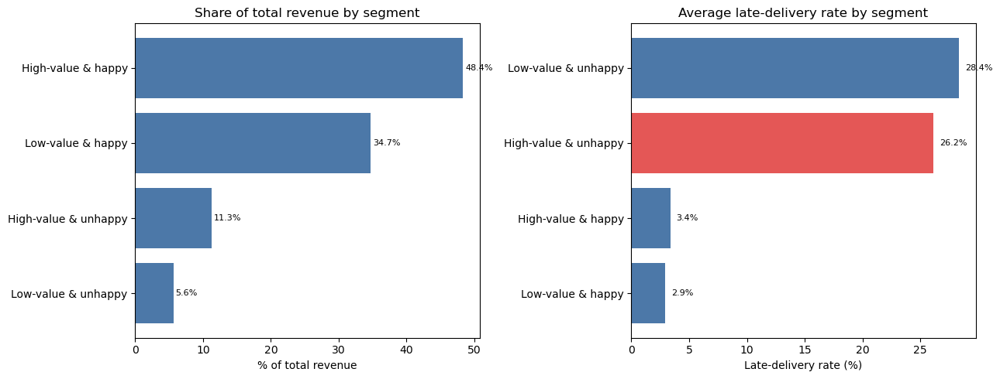 Share of total revenue by segment
High-value & happy
48.4%
Low-value & happy
34.7%
High-value & unhappy
11.3%
Low-value & unhappy
5.6%
0 10 20 30 40 50
% of total revenue
Average late-delivery rate by segment
Low-value & unhappy
28.4%
High-value & unhappy
26.2%
High-value & happy
3.4%
Low-value & happy
2.9%
0 5 10 15 20 25
Late-delivery rate (%)